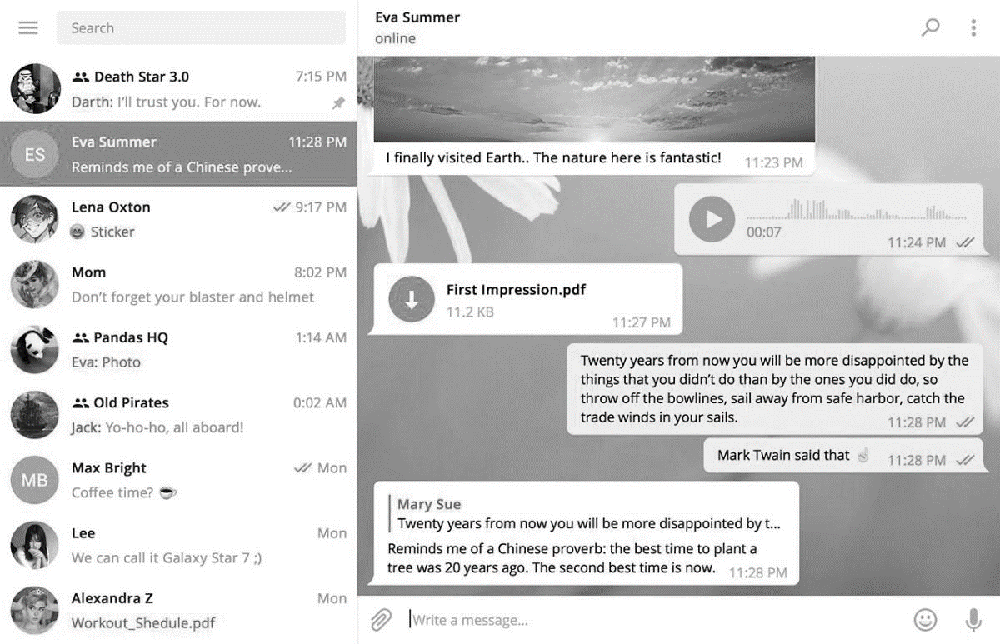 Search
Death Star 3.0 7:15 PM
Darth: I'll trust you. For now.
ES
Eva Summer 11:28 PM
Reminds me of a Chinese prove...
Lena Oxton 9:17 PM
Sticker
Mom 8:02 PM
Don't forget your blaster and helmet
Pandas HQ 1:14 AM
Eva: Photo
Old Pirates 0:02 AM
Jack: Yo-ho-ho, all aboard!
MB
Max Bright Mon
Coffee time? ☕
Lee Mon
We can call it Galaxy Star 7 ;)
Alexandra Z Mon
Workout_Shedule.pdf
Eva Summer
online
I finally visited Earth.. The nature here is fantastic! 11:23 PM
00:07
11:24 PM
First Impression.pdf
11.2 KB
11:27 PM
Twenty years from now you will be more disappointed by the
things that you didn't do than by the ones you did do, so
throw off the bowlines, sail away from safe harbor, catch the
trade winds in your sails. 11:28 PM
Mark Twain said that ☝ 11:28 PM
Mary Sue
Twenty years from now you will be more disappointed by t...
Reminds me of a Chinese proverb: the best time to plant a
tree was 20 years ago. The second best time is now. 11:28 PM
Write a message...